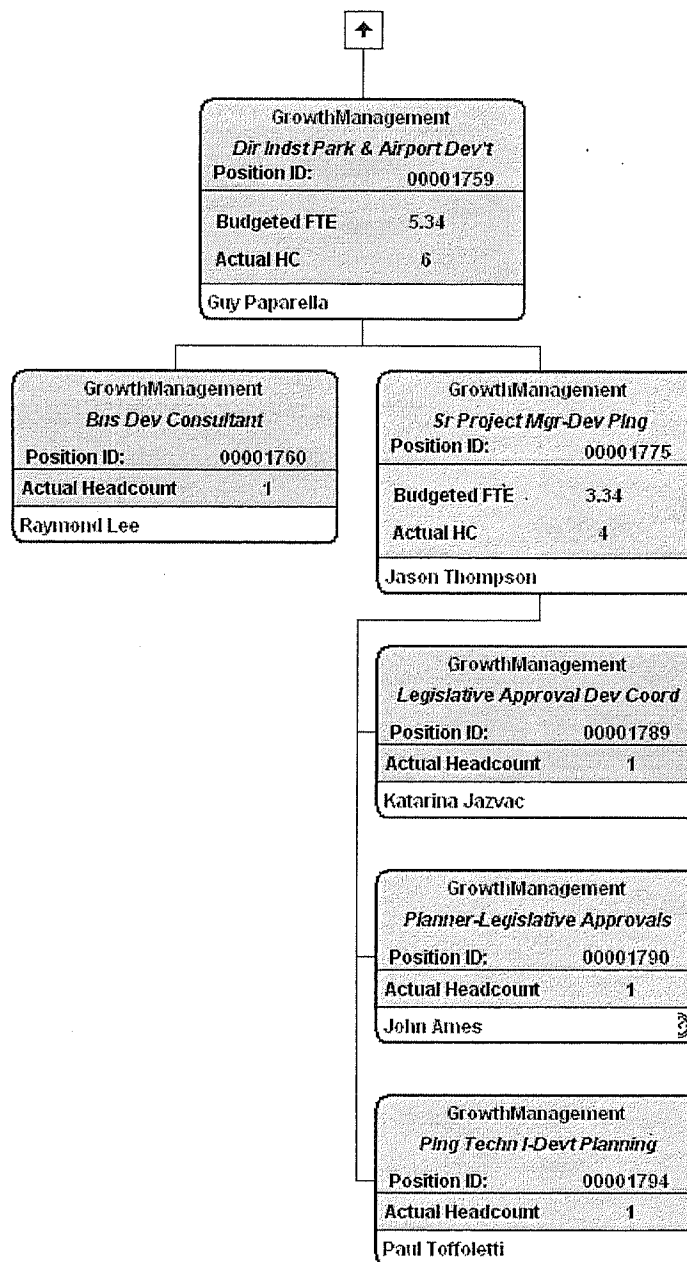 GrowthManagement
Dir Indst Park & Airport Dev't
Position ID: 00001759
Budgeted FTE 5.34
Actual HC 6
Guy Paparella
GrowthManagement
Bns Dev Consultant
Position ID: 00001760
Actual Headcount 1
Raymond Lee
GrowthManagement
Sr Project Mgr-Dev Plng
Position ID: 00001775
Budgeted FTE 3.34
Actual HC 4
Jason Thompson
GrowthManagement
Legislative Approval Dev Coord
Position ID: 00001789
Actual Headcount 1
Katarina Jazvac
GrowthManagement
Planner-Legislative Approvals
Position ID: 00001790
Actual Headcount 1
John Ames
GrowthManagement
Plng Techn I-Devt Planning
Position ID: 00001794
Actual Headcount 1
Paul Toffoletti